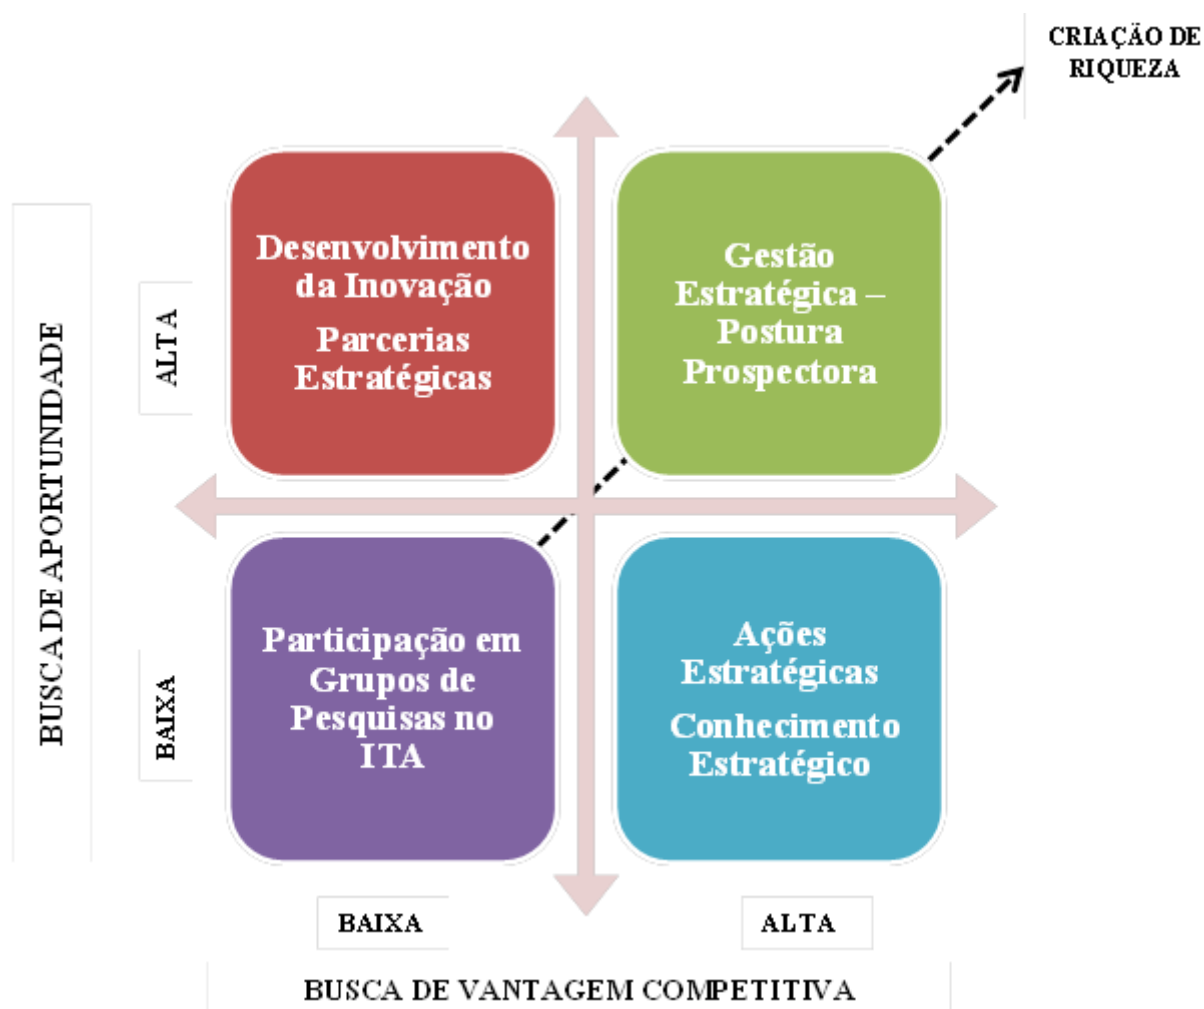 CRIAÇÃO DE
RIQUEZA
Desenvolvimento
da Inovação
Parcerias
Estratégicas
Gestão
Estratégica –
Postura
Prospectora
BUSCA DE APORTUNIDADE
ALTA
BAIXA
Participação em
Grupos de
Pesquisas no
ITA
Ações
Estratégicas
Conhecimento
Estratégico
BAIXA
ALTA
BUSCA DE VANTAGEM COMPETITIVA